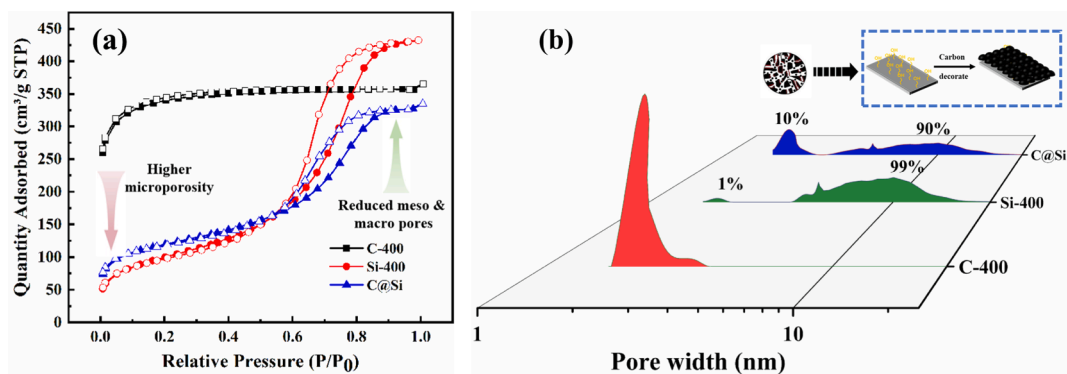 (a)
450
400
350
300
250
200
150
100
50
0
Quantity Adsorbed (cm³/g STP)
Higher
microporosity
Reduced meso &
macro pores
C-400
Si-400
C@Si
0.0 0.2 0.4 0.6 0.8 1.0
Relative Pressure (P/P₀)
(b)
Carbon
decorate
10%
90%
C@Si
1%
99%
Si-400
C-400
1
10
Pore width (nm)